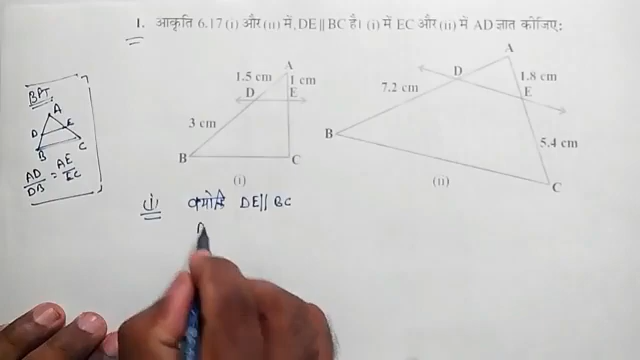 1. आकृति 6.17 (i) और (ii) में, DE || BC है। (i) में EC और (ii) में AD ज्ञात कीजिए:
BPT:
A
D E
B C
AD/DB = AE/EC
A
1.5 cm 1 cm
D E
3 cm
B C
(i)
A
D 1.8 cm
7.2 cm E
B 5.4 cm
C
(ii)
(i) क्योंकि DE || BC